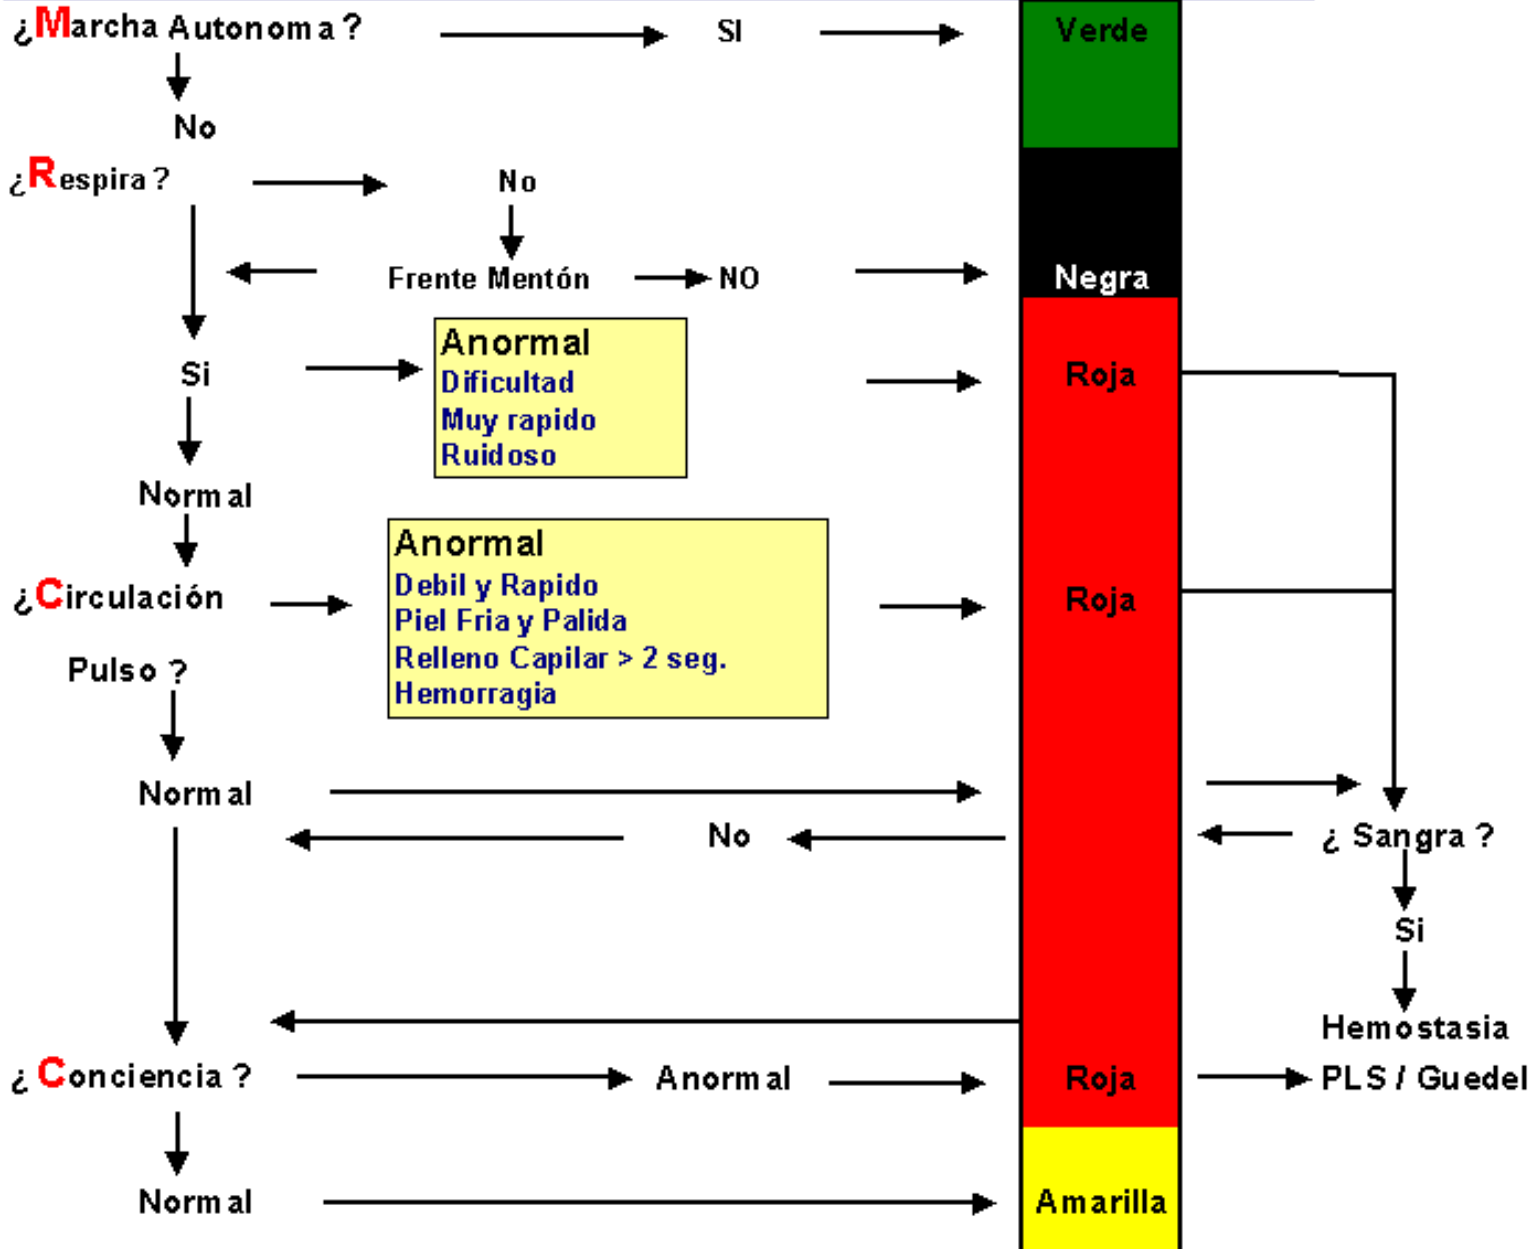 ¿Marcha Autonoma ?
SI
Verde
No
¿Respira ?
No
Frente Mentón
NO
Negra
Anormal
Dificultad
Muy rapido
Ruidoso
Si
Roja
Normal
Anormal
Debil y Rapido
Piel Fria y Palida
Relleno Capilar > 2 seg.
Hemorragia
¿Circulación
Roja
Pulso ?
Normal
No
¿ Sangra ?
Si
Hemostasia
¿ Conciencia ?
Anormal
Roja
PLS / Guedel
Normal
Amarilla